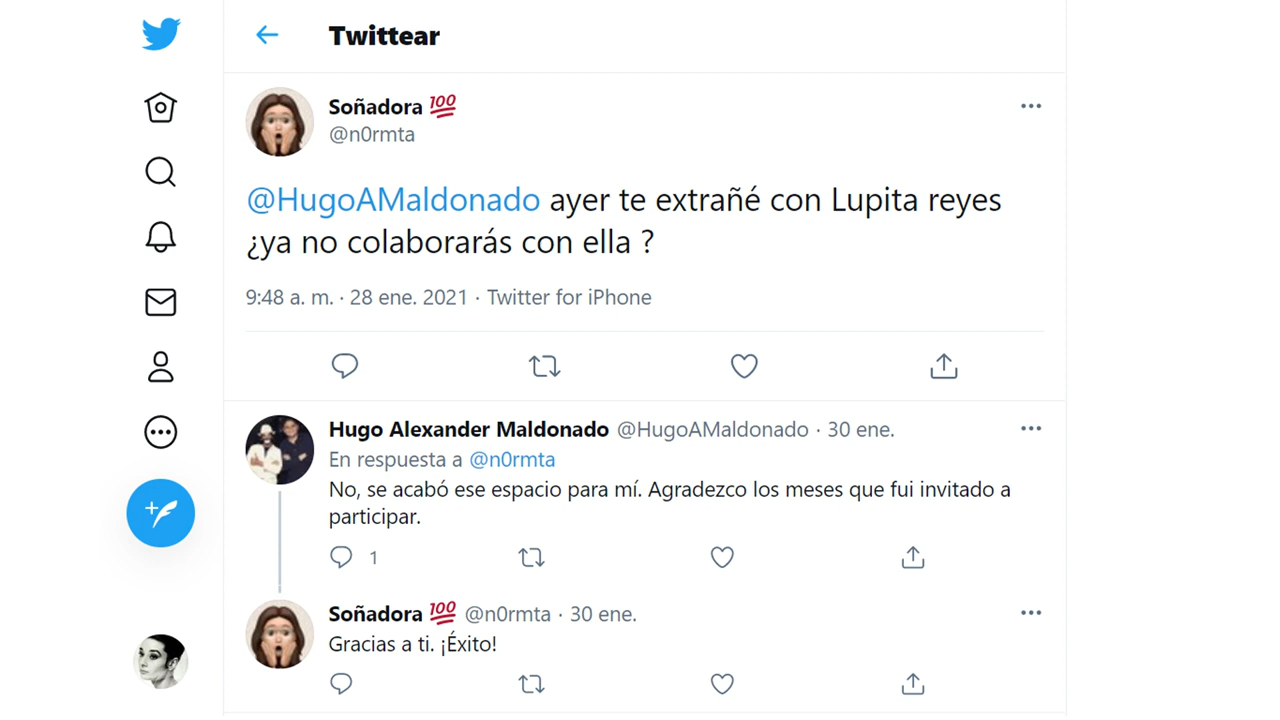 Twittear
Soñadora 💯
@n0rmta
@HugoAMaldonado ayer te extrañé con Lupita reyes
¿ya no colaborarás con ella ?
9:48 a. m. · 28 ene. 2021 · Twitter for iPhone
Hugo Alexander Maldonado @HugoAMaldonado · 30 ene.
En respuesta a @n0rmta
No, se acabó ese espacio para mí. Agradezco los meses que fui invitado a
participar.
1
Soñadora 💯 @n0rmta · 30 ene.
Gracias a ti. ¡Éxito!